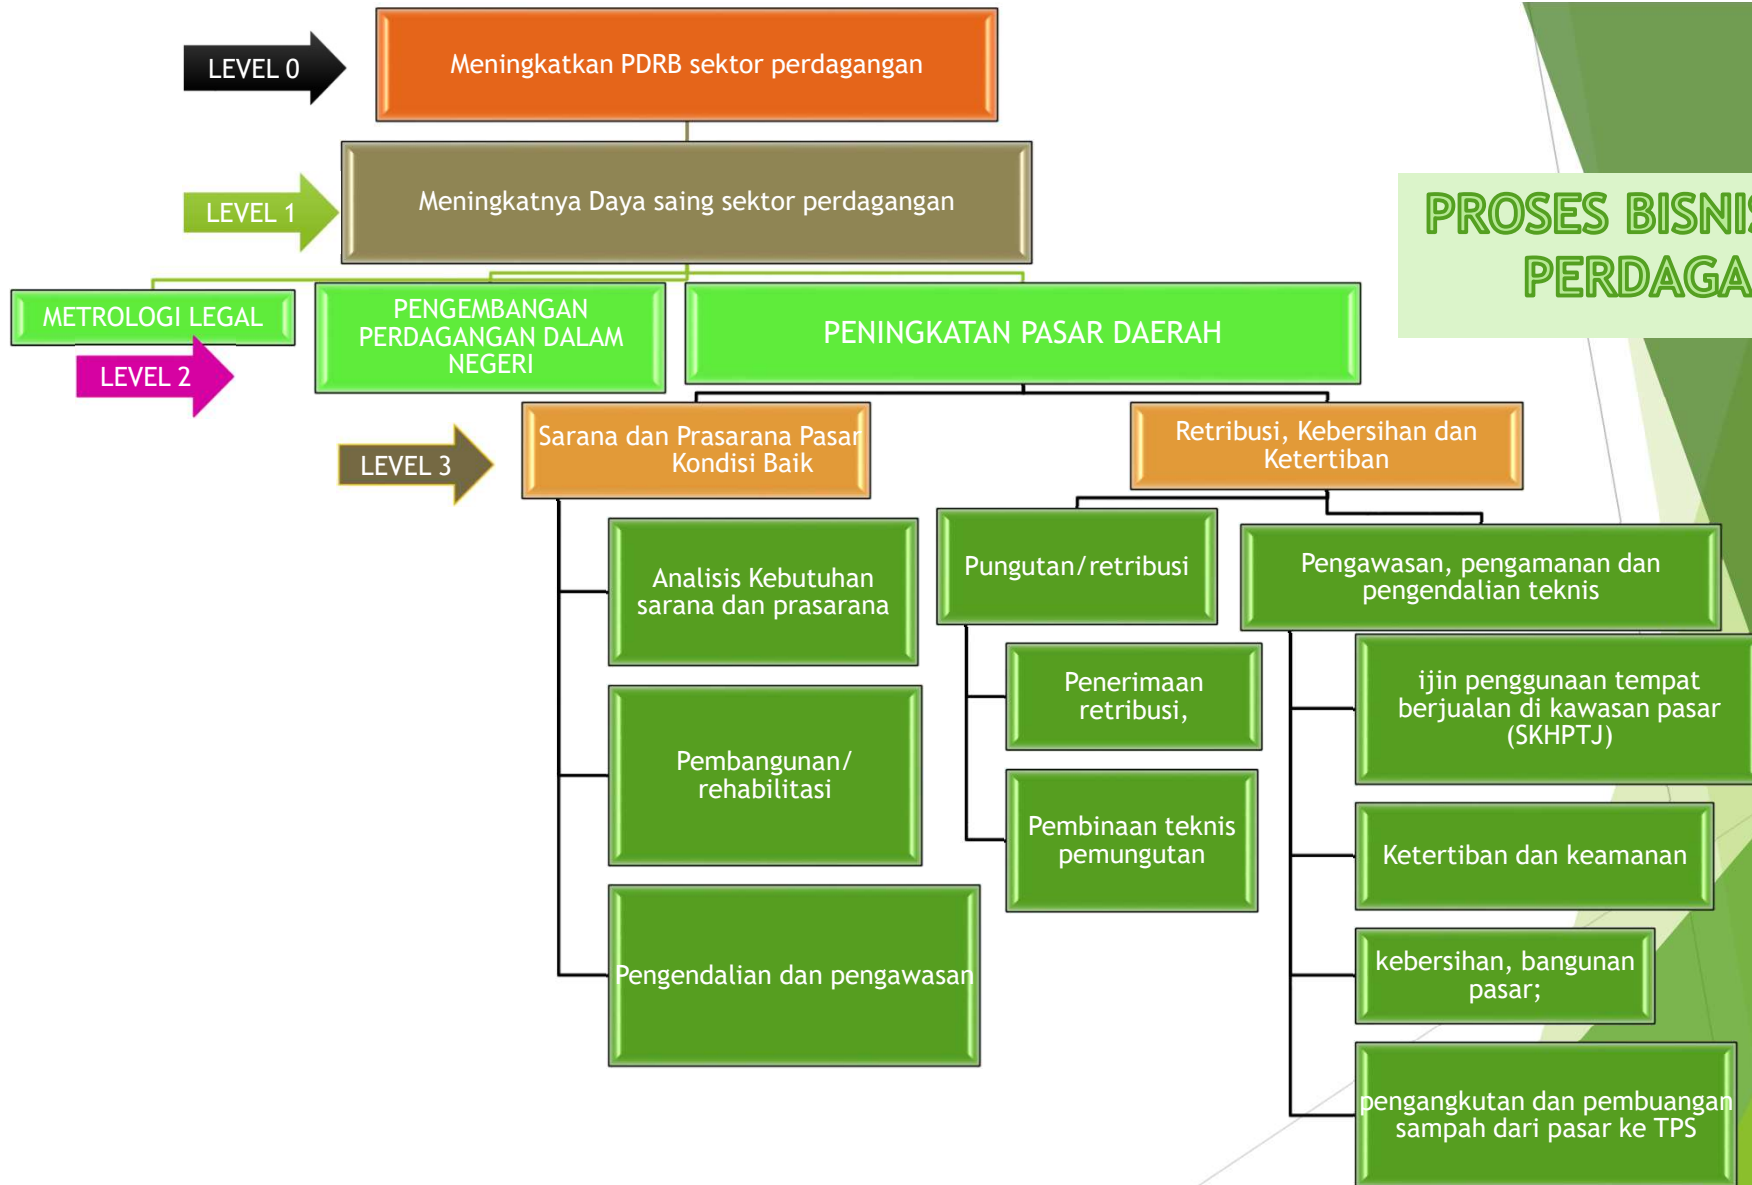 LEVEL 0
Meningkatkan PDRB sektor perdagangan
LEVEL 1
Meningkatnya Daya saing sektor perdagangan
PROSES BISNIS
PERDAGA
METROLOGI LEGAL
PENGEMBANGAN
PERDAGANGAN DALAM
NEGERI
PENINGKATAN PASAR DAERAH
LEVEL 2
LEVEL 3
Sarana dan Prasarana Pasar
Kondisi Baik
Retribusi, Kebersihan dan
Ketertiban
Analisis Kebutuhan
sarana dan prasarana
Pembangunan/
rehabilitasi
Pengendalian dan pengawasan
Pungutan/retribusi
Penerimaan
retribusi,
Pembinaan teknis
pemungutan
Pengawasan, pengamanan dan
pengendalian teknis
ijin penggunaan tempat
berjualan di kawasan pasar
(SKHPTJ)
Ketertiban dan keamanan
kebersihan, bangunan
pasar;
pengangkutan dan pembuangan
sampah dari pasar ke TPS